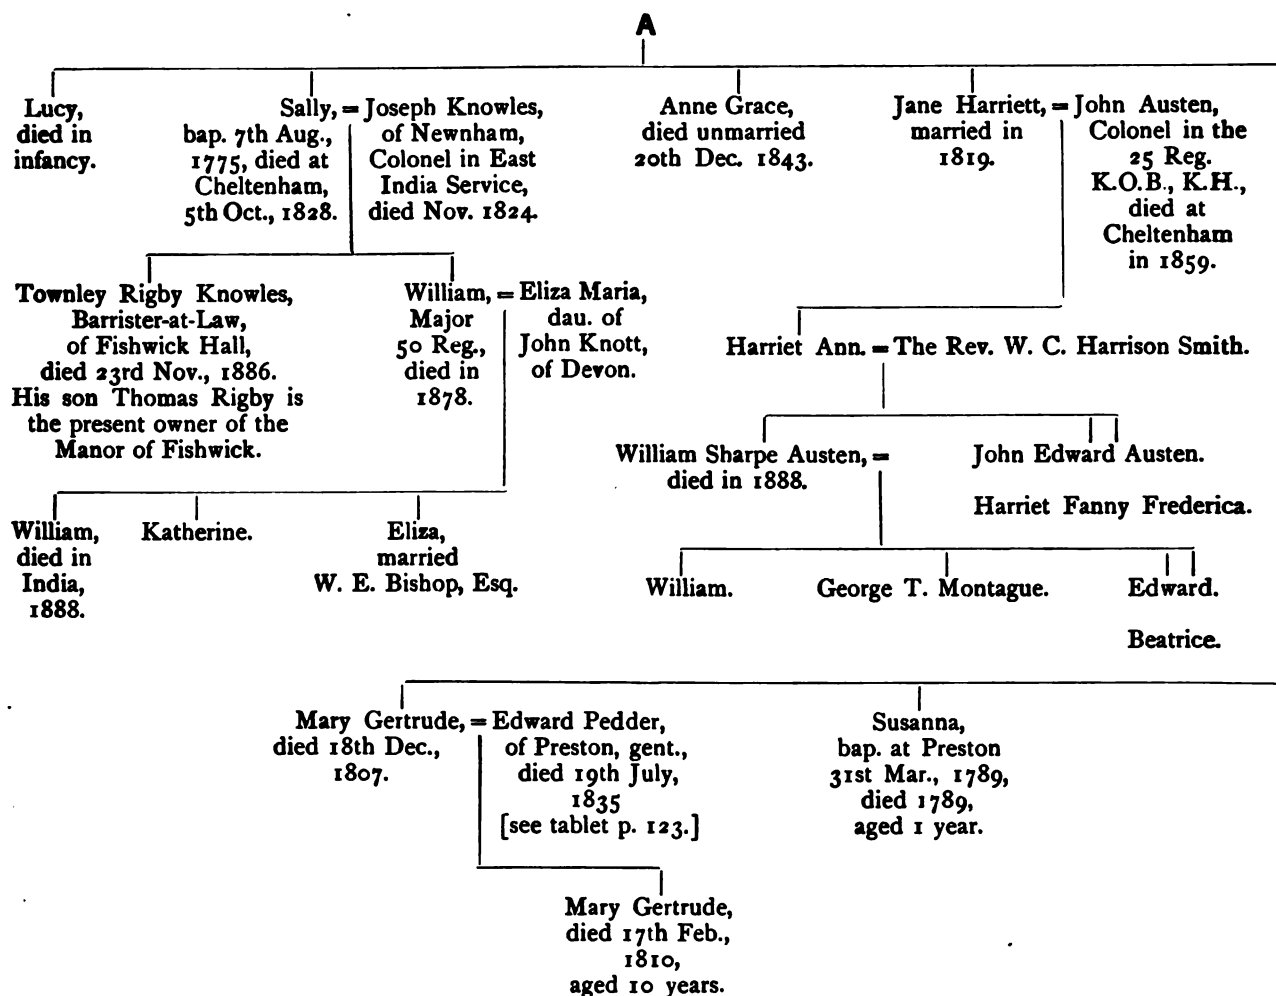 A
Lucy,
died in
infancy.
Sally, = Joseph Knowles,
bap. 7th Aug.,
1775, died at
Cheltenham,
5th Oct., 1828.
of Newnham,
Colonel in East
India Service,
died Nov. 1824.
Anne Grace,
died unmarried
20th Dec. 1843.
Jane Harriett, = John Austen,
married in
1819.
Colonel in the
25 Reg.
K.O.B., K.H.,
died at
Cheltenham
in 1859.
Townley Rigby Knowles,
Barrister-at-Law,
of Fishwick Hall,
died 23rd Nov., 1886.
His son Thomas Rigby is
the present owner of the
Manor of Fishwick.
William, = Eliza Maria,
Major
50 Reg.,
died in
1878.
dau. of
John Knott,
of Devon.
Harriet Ann. = The Rev. W. C. Harrison Smith.
William Sharpe Austen, =
died in 1888.
John Edward Austen.
Harriet Fanny Frederica.
William,
died in
India,
1888.
Katherine.
Eliza,
married
W. E. Bishop, Esq.
William.
George T. Montague.
Edward.
Beatrice.
Mary Gertrude, = Edward Pedder,
died 18th Dec.,
1807.
of Preston, gent.,
died 19th July,
1835
[see tablet p. 123.]
Susanna,
bap. at Preston
31st Mar., 1789,
died 1789,
aged 1 year.
Mary Gertrude,
died 17th Feb.,
1810,
aged 10 years.